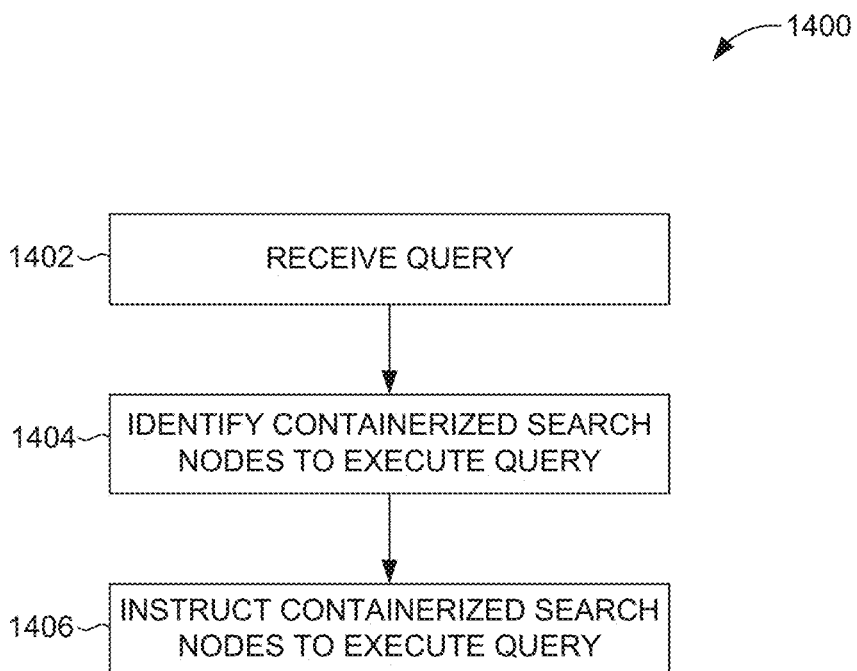 1400
1402
RECEIVE QUERY
1404
IDENTIFY CONTAINERIZED SEARCH
NODES TO EXECUTE QUERY
1406
INSTRUCT CONTAINERIZED SEARCH
NODES TO EXECUTE QUERY